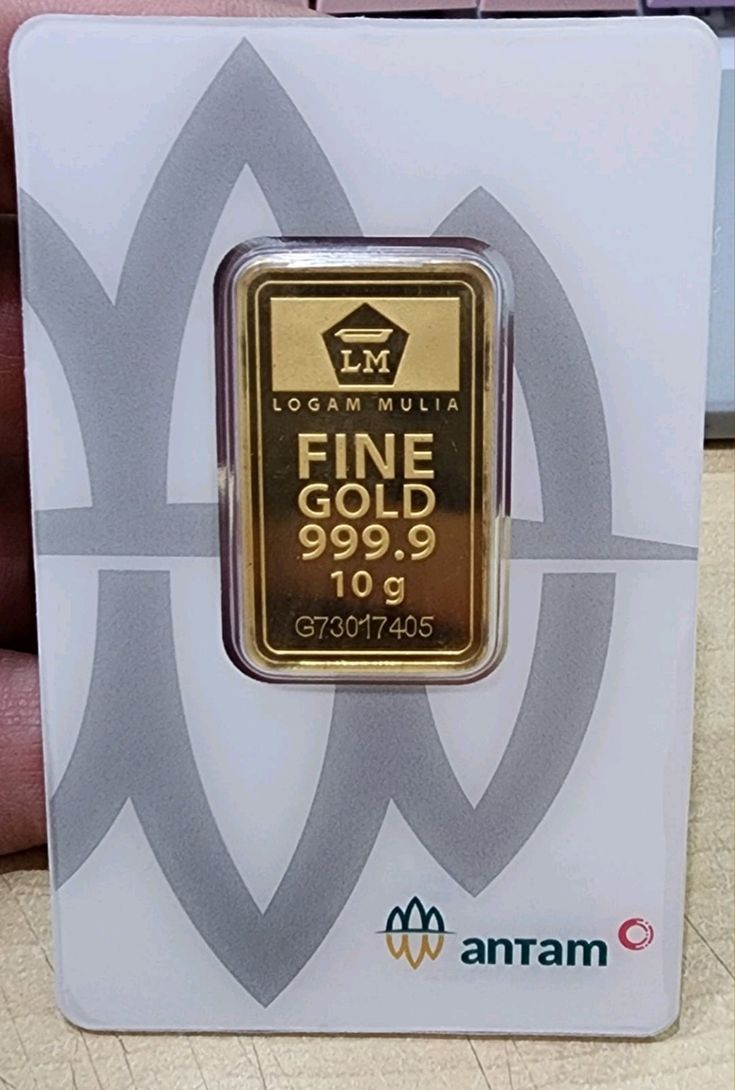 LM
LOGAM MULIA
FINE
GOLD
999.9
10 g
G73017405
antam